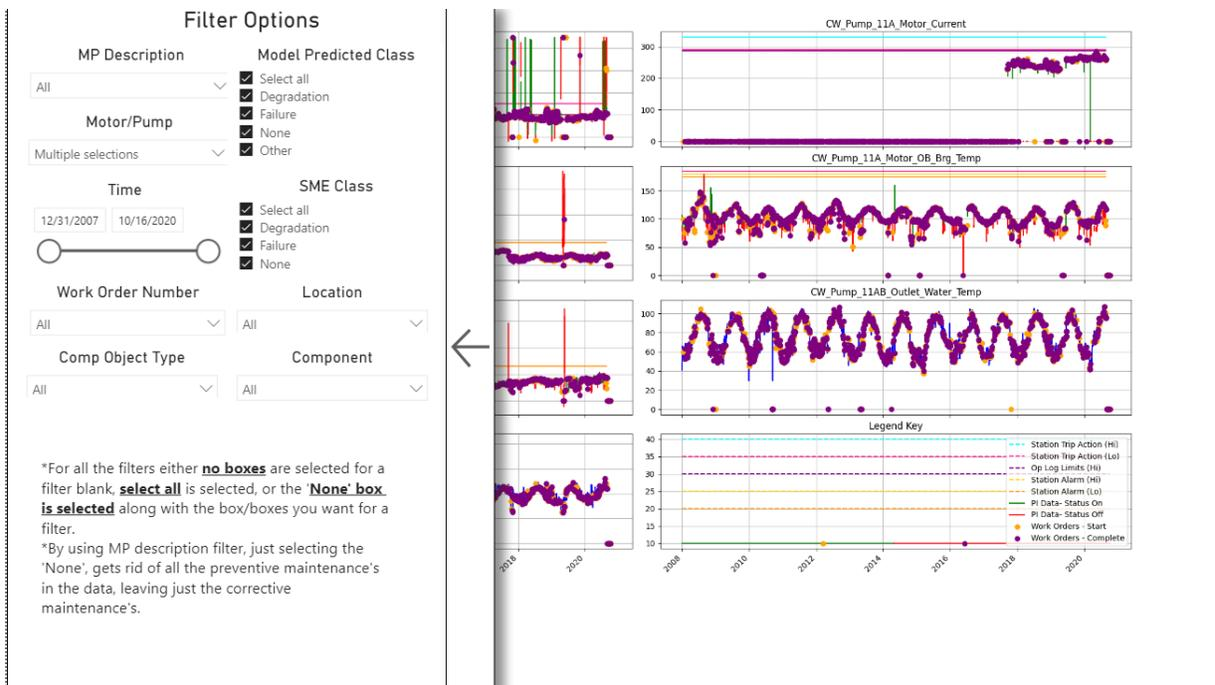 Filter Options
MP Description
Model Predicted Class
All
Select all
Degradation
Failure
None
Other
Motor/Pump
Multiple selections
Time
12/31/2007
10/16/2020
SME Class
Select all
Degradation
Failure
None
Work Order Number
Location
All
All
Comp Object Type
Component
All
All
*For all the filters either no boxes are selected for a
filter blank, select all is selected, or the 'None' box
is selected along with the box/boxes you want for a
filter.
*By using MP description filter, just selecting the
'None', gets rid of all the preventive maintenance's
in the data, leaving just the corrective
maintenance's.
2018
2020
CW_Pump_11A_Motor_Current
300
200
100
0
CW_Pump_11A_Motor_OB_Brg_Temp
150
100
50
0
CW_Pump_11AB_Outlet_Water_Temp
100
80
60
40
20
0
Legend Key
40
35
30
25
20
15
10
Station Trip Action (Hi)
Station Trip Action (Lo)
Op Log Limits (Hi)
Station Alarm (Hi)
Station Alarm (Lo)
PI Data- Status On
PI Data- Status Off
Work Orders - Start
Work Orders - Complete
2008
2010
2012
2014
2016
2018
2020